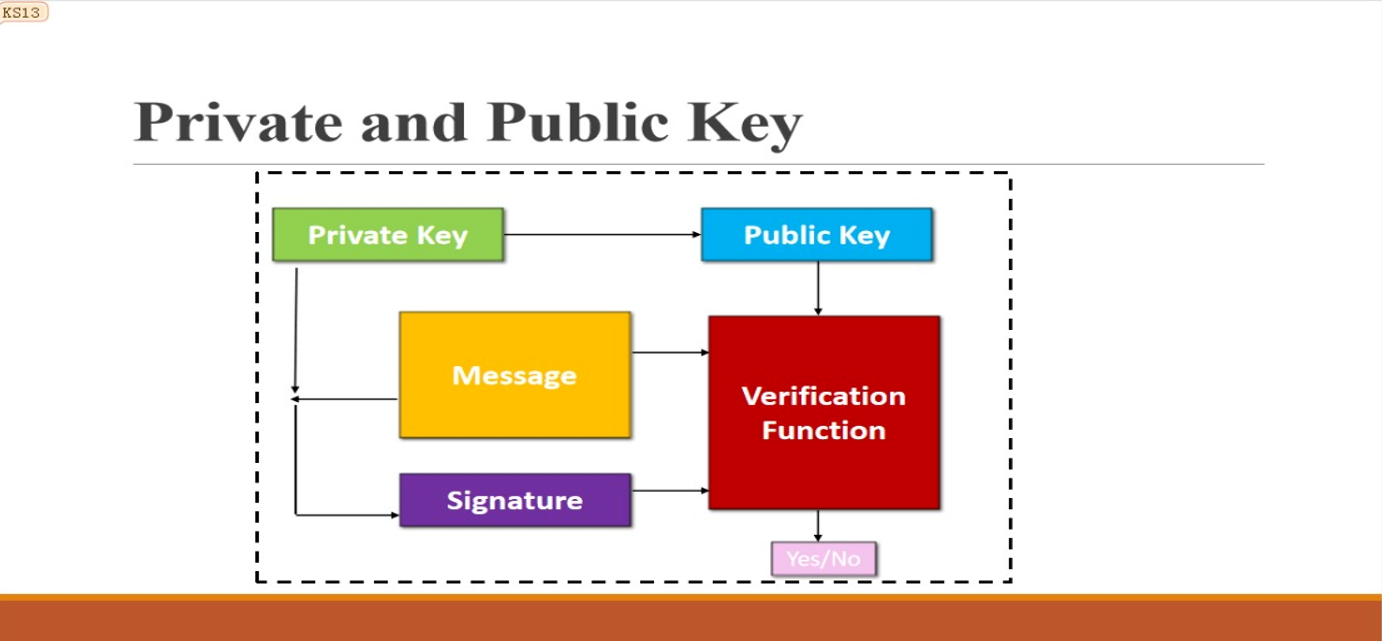 KS13
Private and Public Key
Private Key
Public Key
Message
Verification
Function
Signature
Yes/No